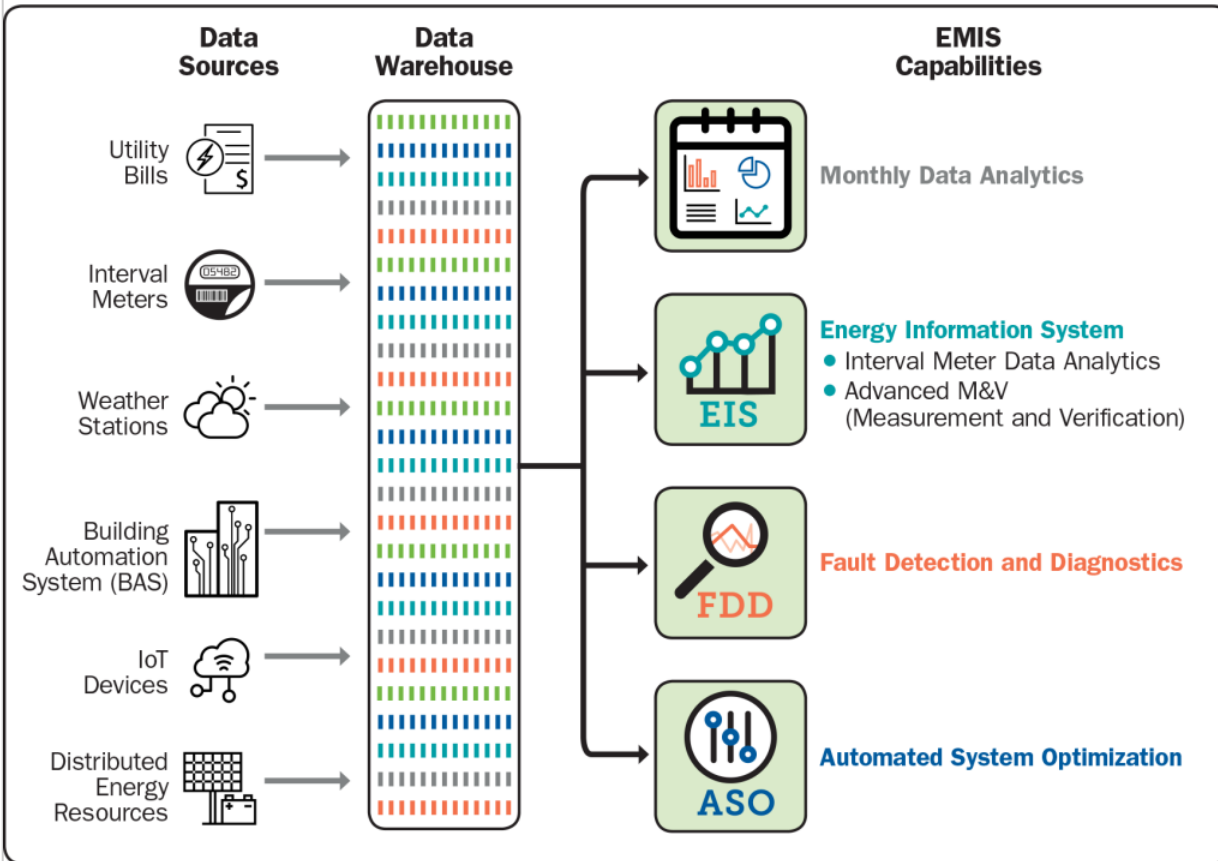 Data
Sources
Data
Warehouse
EMIS
Capabilities
Utility
Bills
$
Interval
Meters
05482
Weather
Stations
Building
Automation
System (BAS)
IoT
Devices
Distributed
Energy
Resources
Monthly Data Analytics
EIS
Energy Information System
• Interval Meter Data Analytics
• Advanced M&V
(Measurement and Verification)
FDD
Fault Detection and Diagnostics
ASO
Automated System Optimization